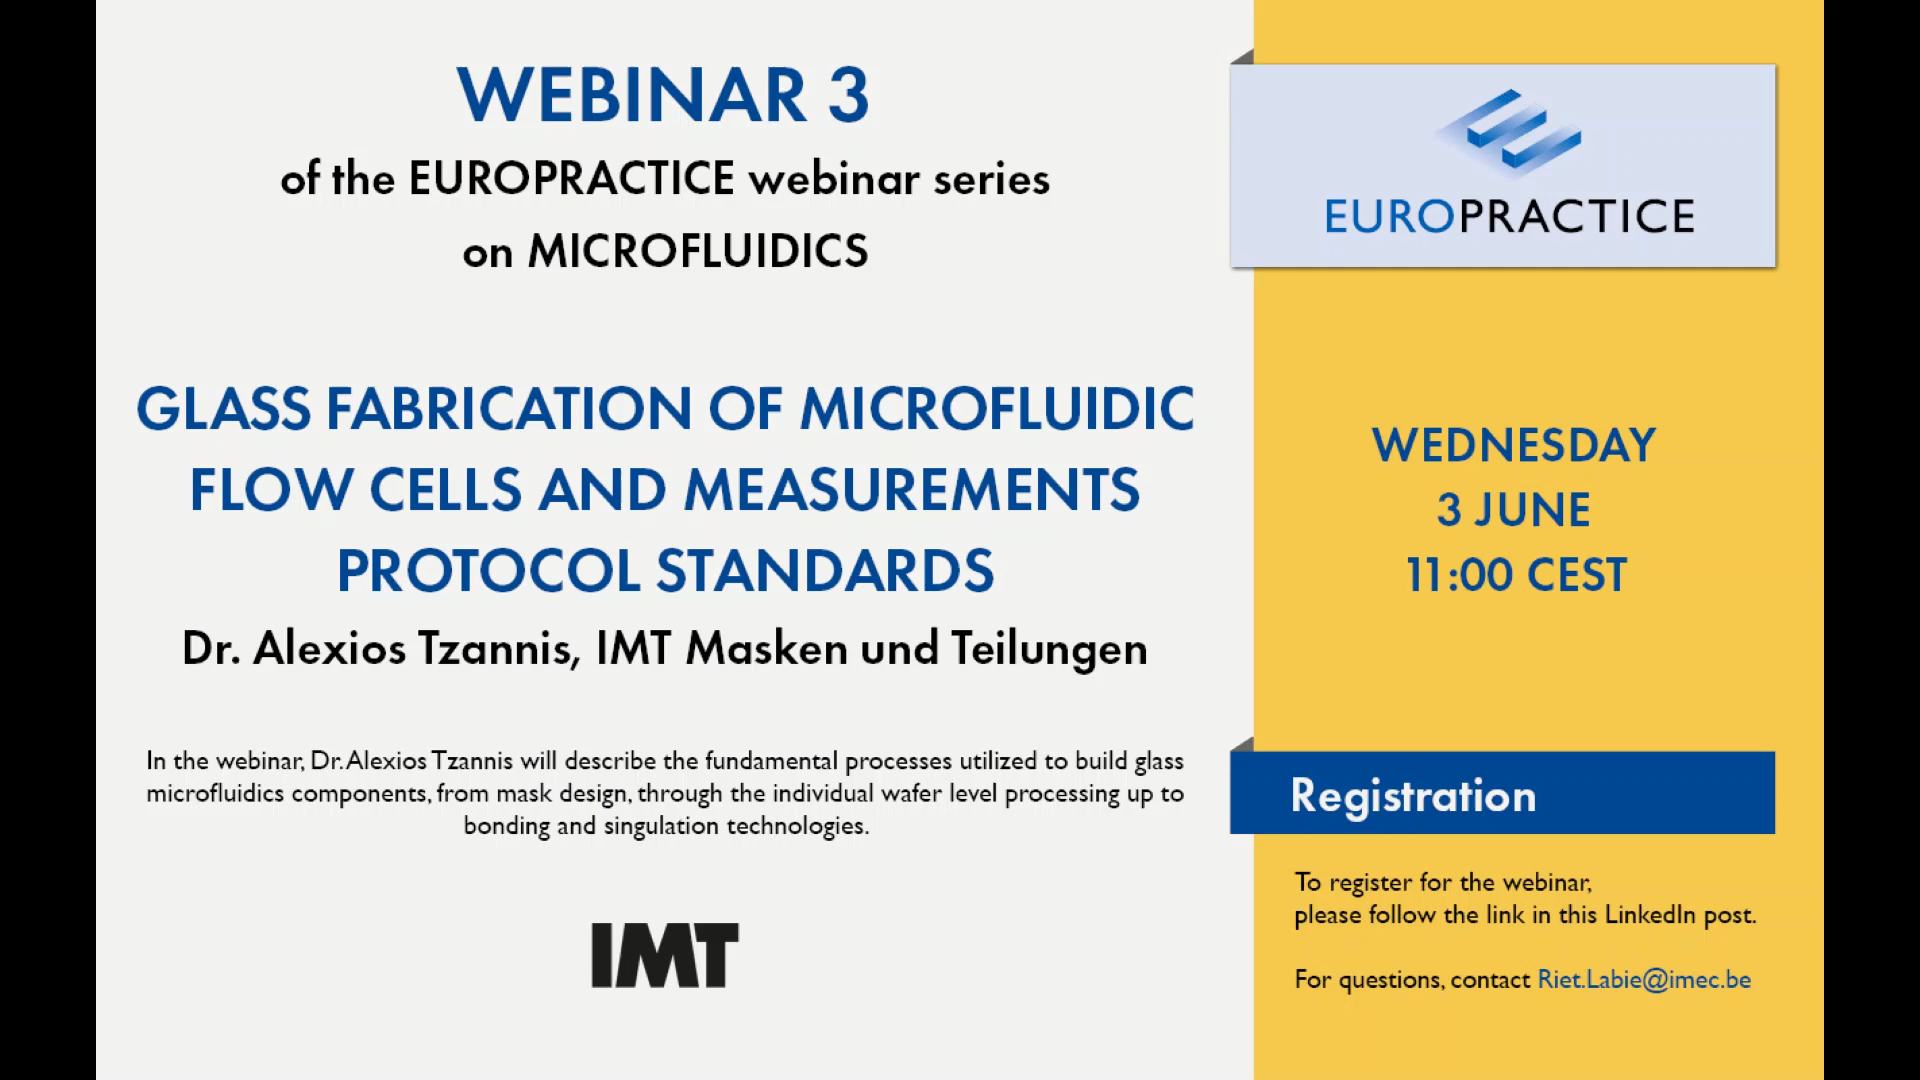 WEBINAR 3
of the EUROPRACTICE webinar series
on MICROFLUIDICS
GLASS FABRICATION OF MICROFLUIDIC
FLOW CELLS AND MEASUREMENTS
PROTOCOL STANDARDS
Dr. Alexios Tzannis, IMT Masken und Teilungen
In the webinar, Dr. Alexios Tzannis will describe the fundamental processes utilized to build glass
microfluidics components, from mask design, through the individual wafer level processing up to
bonding and singulation technologies.
IMT
EUROPRACTICE
WEDNESDAY
3 JUNE
11:00 CEST
Registration
To register for the webinar,
please follow the link in this LinkedIn post.
For questions, contact Riet.Labie@imec.be